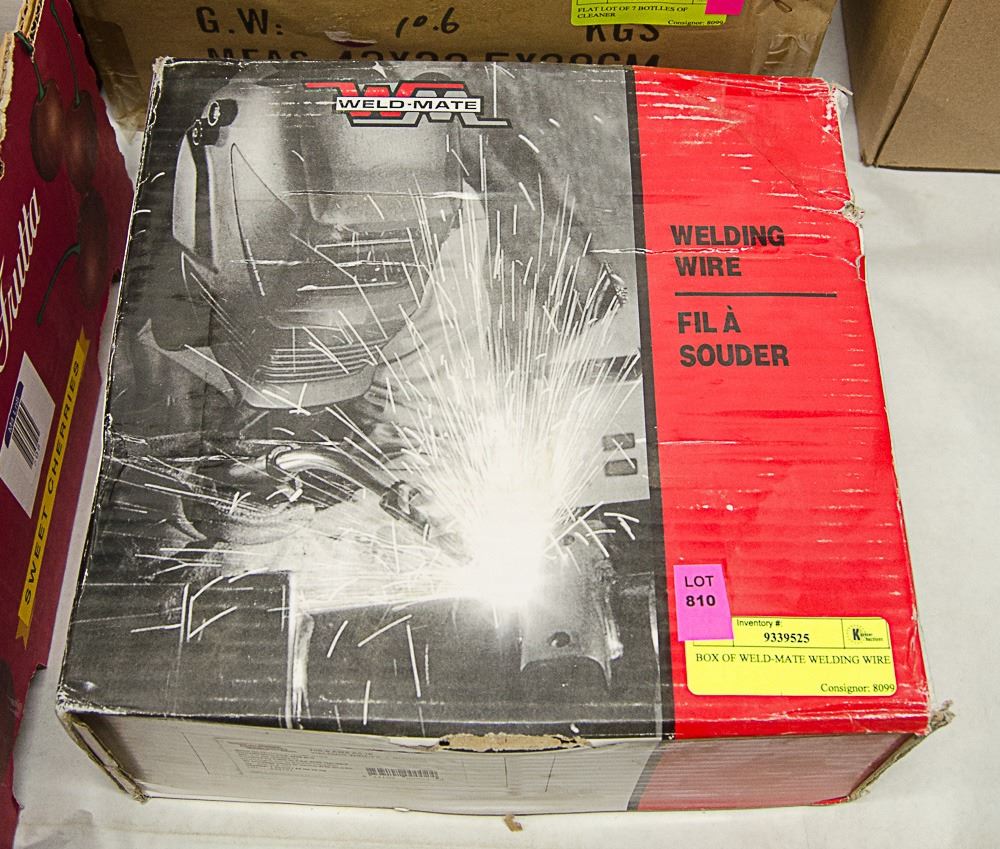 G.W: 10.6 KGS
FLAT LOT OF 7 BOTLLES OF
CLEANER
Consignor: 8099
WELD-MATE
WELDING
WIRE
FIL À
SOUDER
LOT
810
Inventory #:
9339525
BOX OF WELD-MATE WELDING WIRE
Consignor: 8099
Frutta
SWEET CHERRIES